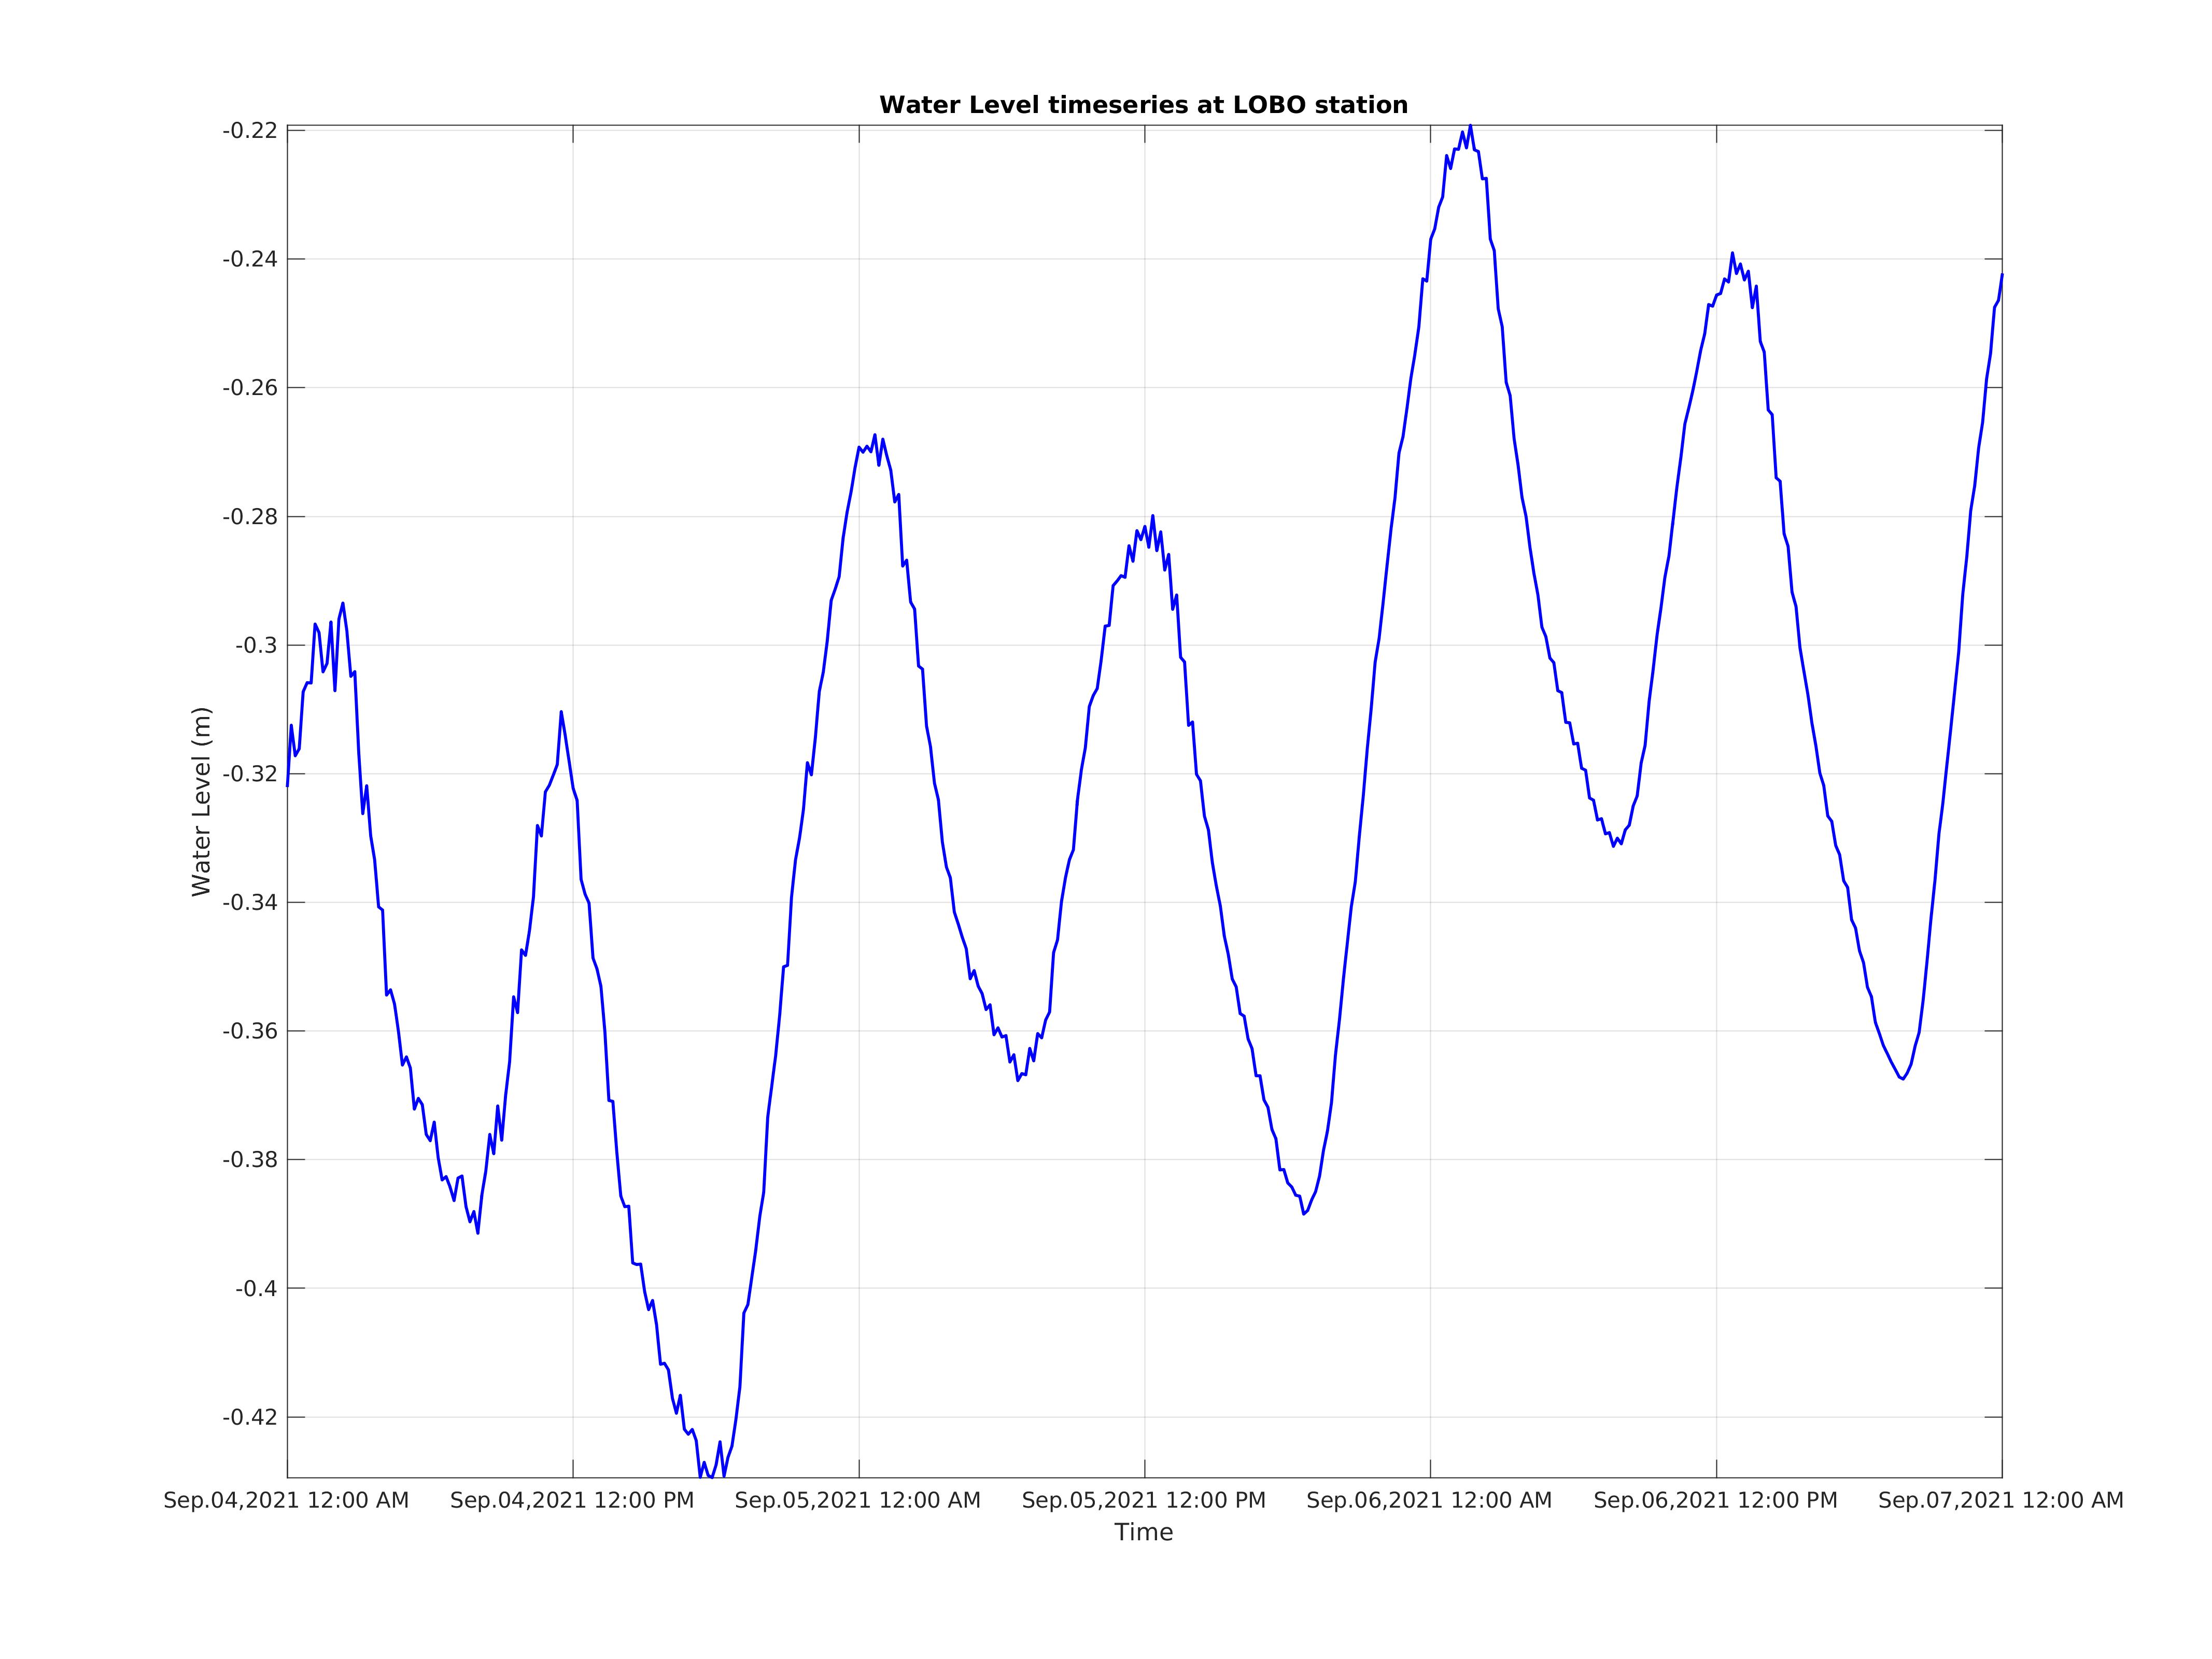 Water Level timeseries at LOBO station
-0.22
-0.24
-0.26
-0.28
-0.3
-0.32
-0.34
-0.36
-0.38
-0.4
-0.42
Water Level (m)
Sep.04,2021 12:00 AM Sep.04,2021 12:00 PM Sep.05,2021 12:00 AM Sep.05,2021 12:00 PM Sep.06,2021 12:00 AM Sep.06,2021 12:00 PM Sep.07,2021 12:00 AM
Time